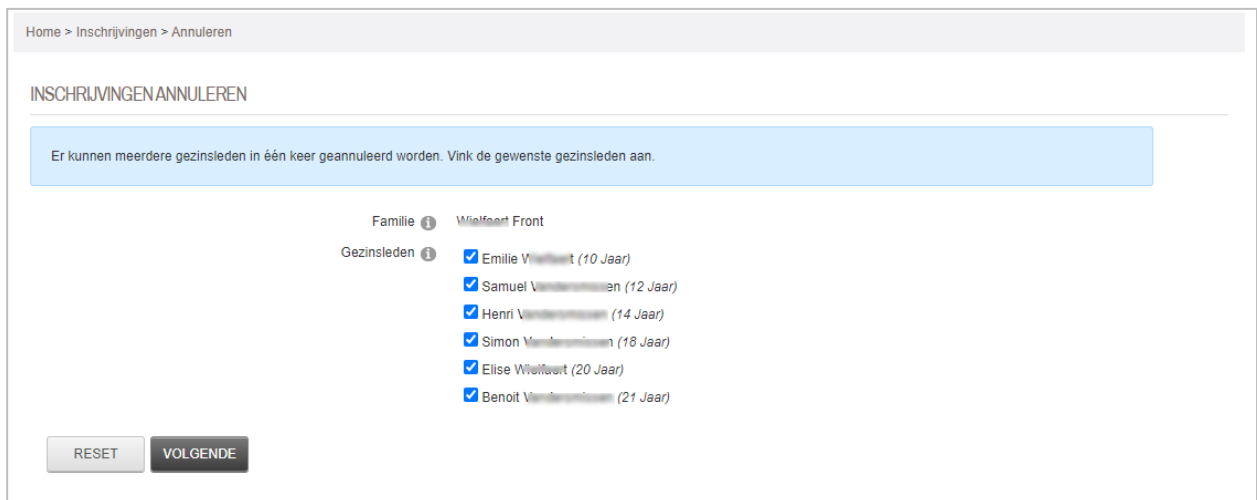 Home > Inschrijvingen > Annuleren
INSCHRIJVINGEN ANNULEREN
Er kunnen meerdere gezinsleden in één keer geannuleerd worden. Vink de gewenste gezinsleden aan.
Familie Front
Gezinsleden
Emilie (10 Jaar)
Samuel (12 Jaar)
Henri (14 Jaar)
Simon (18 Jaar)
Elise (20 Jaar)
Benoit (21 Jaar)
RESET VOLGENDE